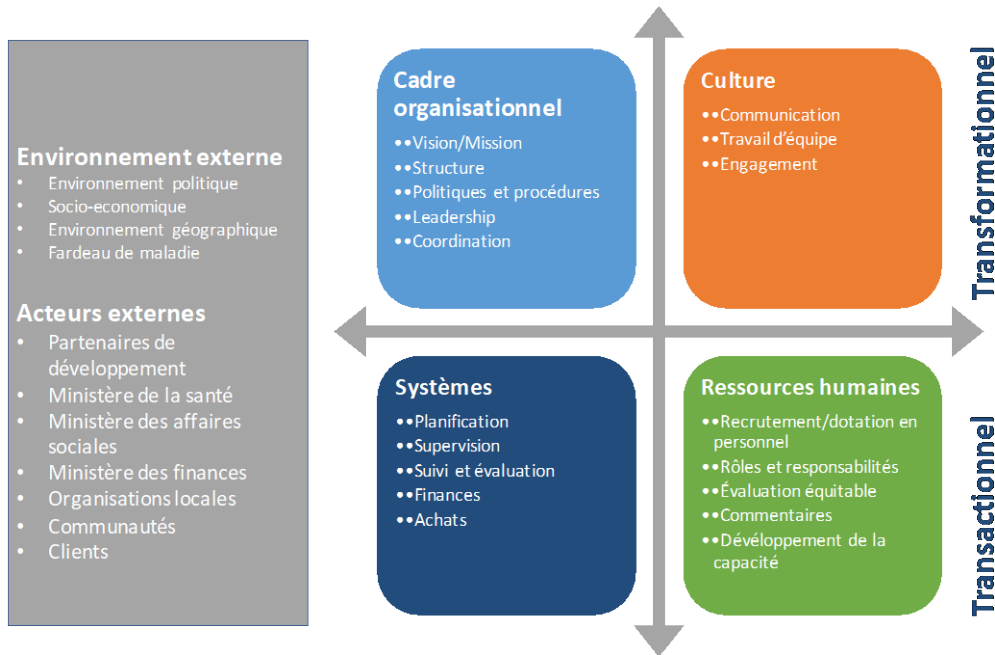 Environnement externe
• Environnement politique
• Socio-economique
• Environnement géographique
• Fardeau de maladie
Acteurs externes
• Partenaires de
développement
• Ministère de la santé
• Ministère des affaires
sociales
• Ministère des finances
• Organisations locales
• Communautés
• Clients
Cadre
organisationnel
••Vision/Mission
••Structure
••Politiques et procédures
••Leadership
••Coordination
Culture
••Communication
••Travail d'équipe
••Engagement
Transformationnel
Systèmes
••Planification
••Supervision
••Suivi et évaluation
••Finances
••Achats
Ressources humaines
••Recrutement/dotation en
personnel
••Rôles et responsabilités
••Évaluation équitable
••Commentaires
••Dévéloppement de la
capacité
Transactionnel